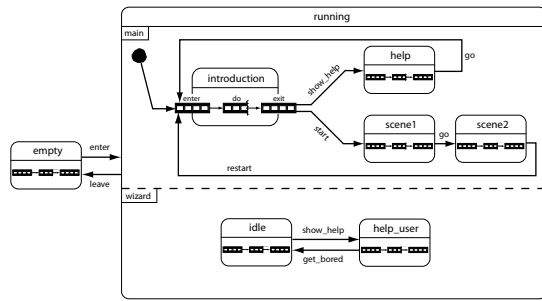 running
main
help
go
introduction
show_help
enter
do
exit
start
scene1
go
scene2
empty
enter
restart
leave
wizard
idle
show_help
help_user
get_bored